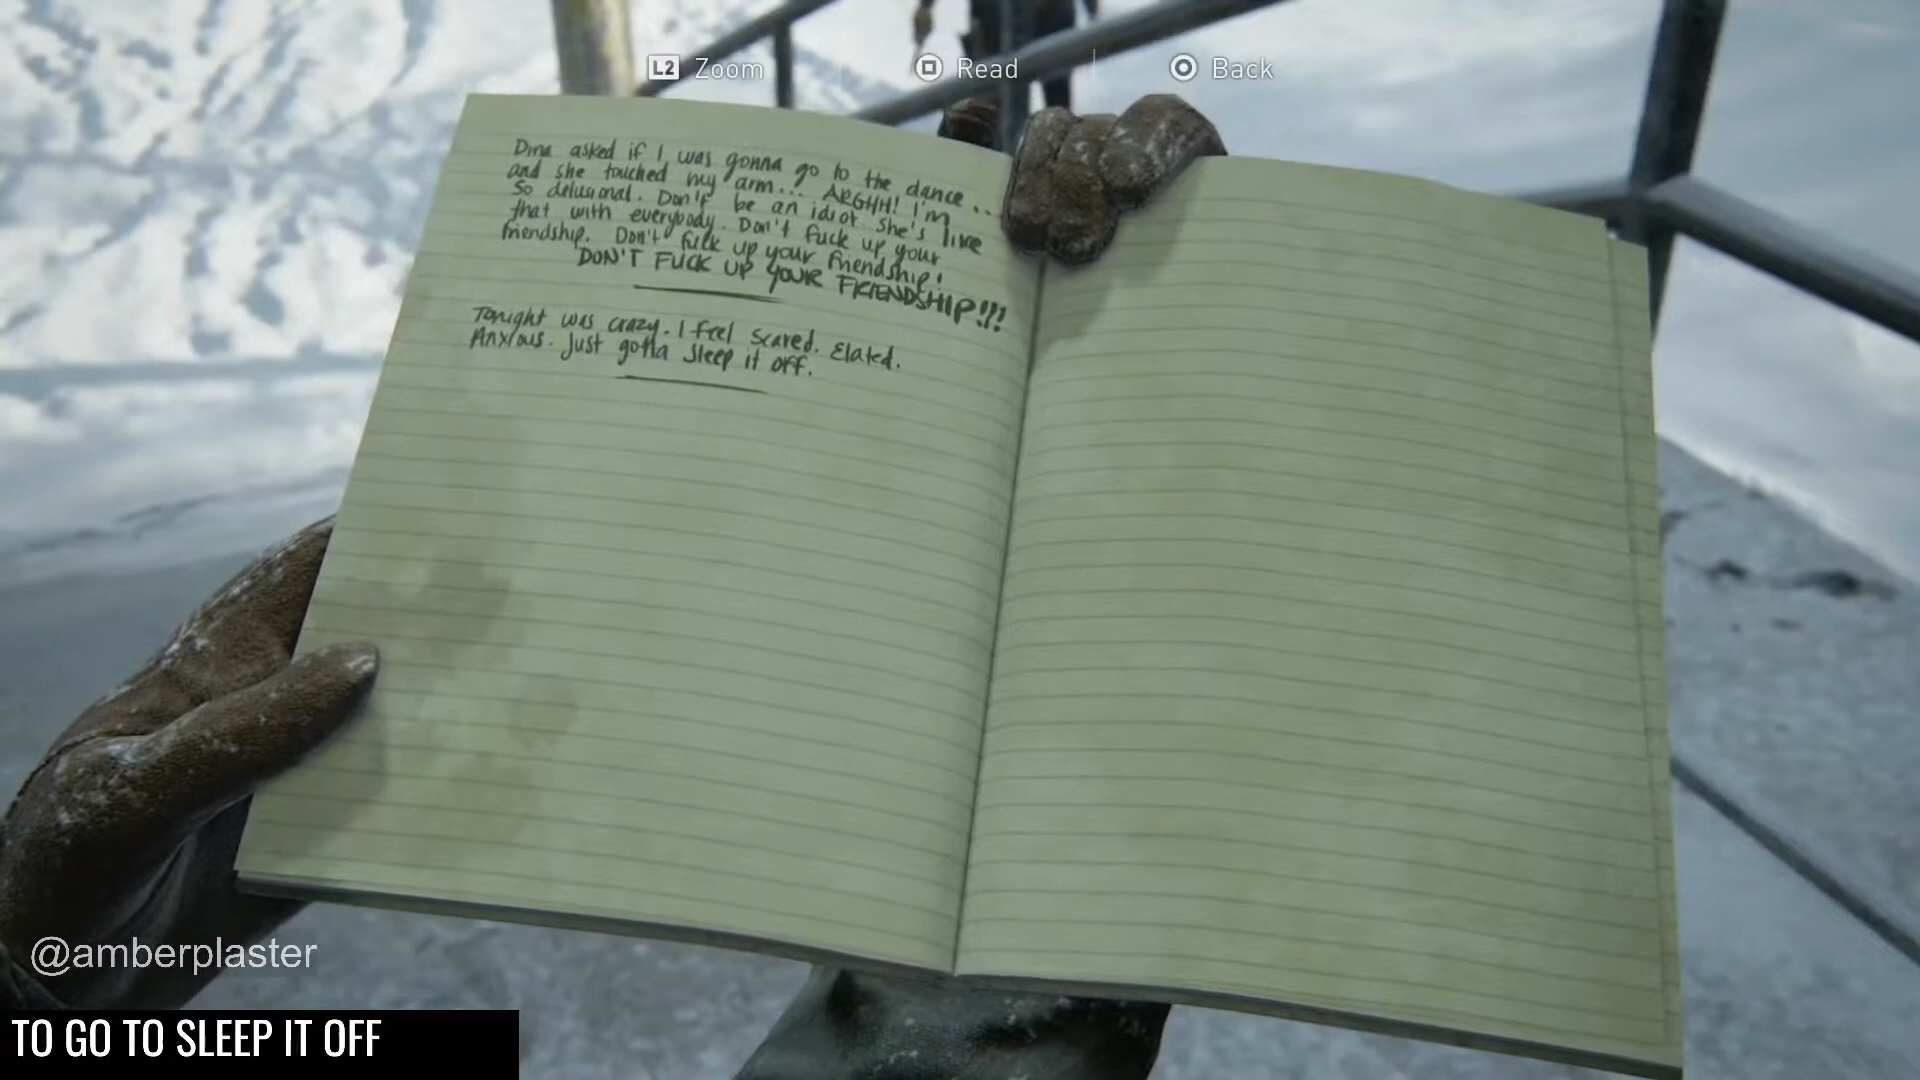 L2 Zoom Read Back
Dina asked if I was gonna go to the dance...
and she touched my arm... ARGHH! I'm
So delusional. Don't be an idiot. She's like
that with everybody. Don't fuck up your
friendship. Don't fuck up your friendship!
DON'T FUCK UP YOUR FRIENDSHIP!!!
Tonight was crazy. I feel scared. Elated.
Anxious. Just gotta sleep it off.
@amberplaster
TO GO TO SLEEP IT OFF